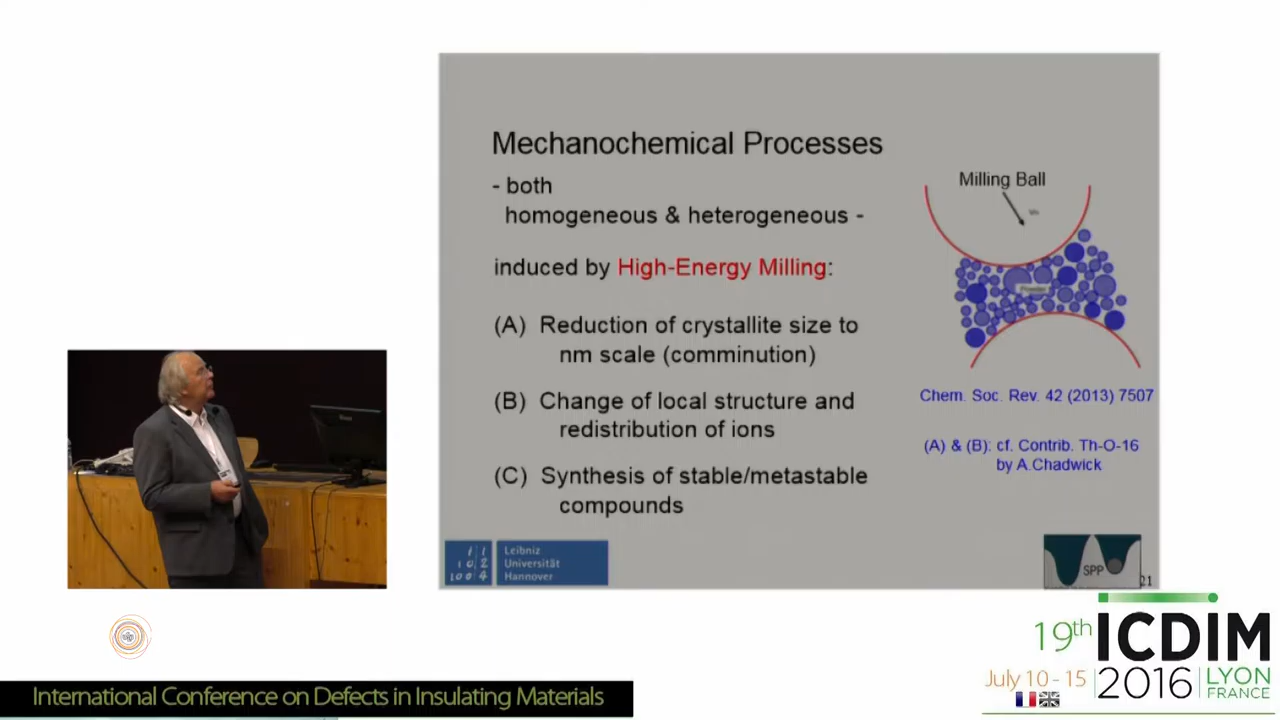 Mechanochemical Processes
- both
homogeneous & heterogeneous -
induced by High-Energy Milling:
(A) Reduction of crystallite size to
nm scale (comminution)
(B) Change of local structure and
redistribution of ions
(C) Synthesis of stable/metastable
compounds
Milling Ball
Powder
Chem. Soc. Rev. 42 (2013) 7507
(A) & (B): cf. Contrib. Th-O-16
by A.Chadwick
Leibniz
Universität
Hannover
SPP
21
19th ICDIM
July 10 - 15 2016 LYON
FRANCE
International Conference on Defects in Insulating Materials